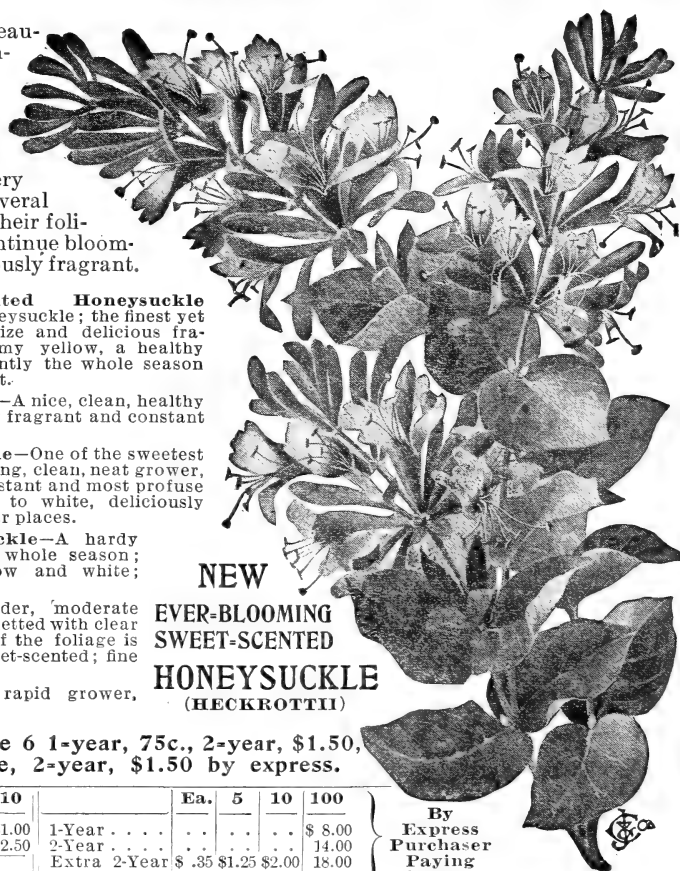 eau-
a-
ery
veral
their foli-
ntinue bloom-
usly fragrant.
ted Honeysuckle
eysuckle; the finest yet
ize and delicious fra-
my yellow, a healthy
ntly the whole season
t.
—A nice, clean, healthy
fragrant and constant
le—One of the sweetest
ng, clean, neat grower,
stant and most profuse
to white, deliciously
r places.
ckle—A hardy
whole season;
ow and white;
der, moderate
etted with clear
f the foliage is
et-scented; fine
rapid grower,
NEW
EVER=BLOOMING
SWEET=SCENTED
HONEYSUCKLE
(HECKROTTII)
e 6 1=year, 75c., 2=year, $1.50,
e, 2=year, $1.50 by express.
10 Ea. 5 10 100
1.00 1-Year . . . . . . . . . . $ 8.00
2.50 2-Year . . . . . . . . . . 14.00
Extra 2-Year $ .35 $1.25 $2.00 18.00
By
Express
Purchaser
Paying